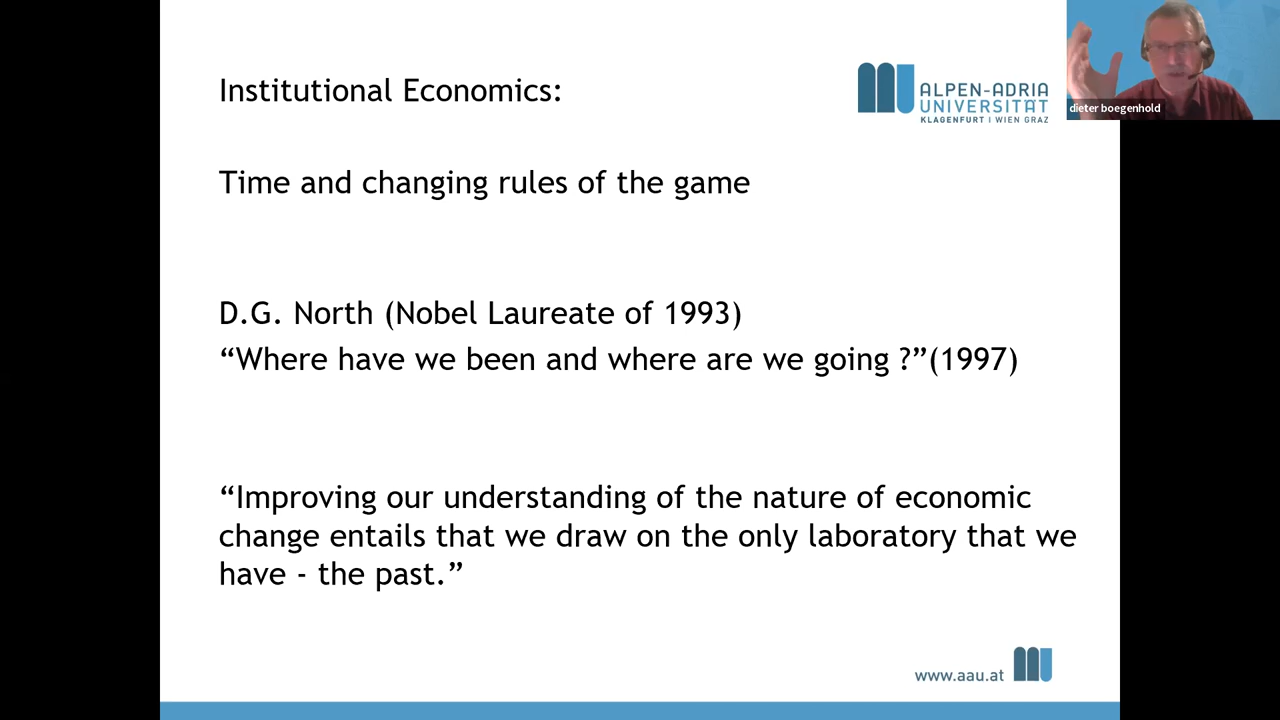 Institutional Economics:
ALPEN-ADRIA
UNIVERSITÄT
KLAGENFURT I WIEN GRAZ
dieter boegenhold
Time and changing rules of the game
D.G. North (Nobel Laureate of 1993)
“Where have we been and where are we going ?”(1997)
“Improving our understanding of the nature of economic
change entails that we draw on the only laboratory that we
have - the past.”
www.aau.at